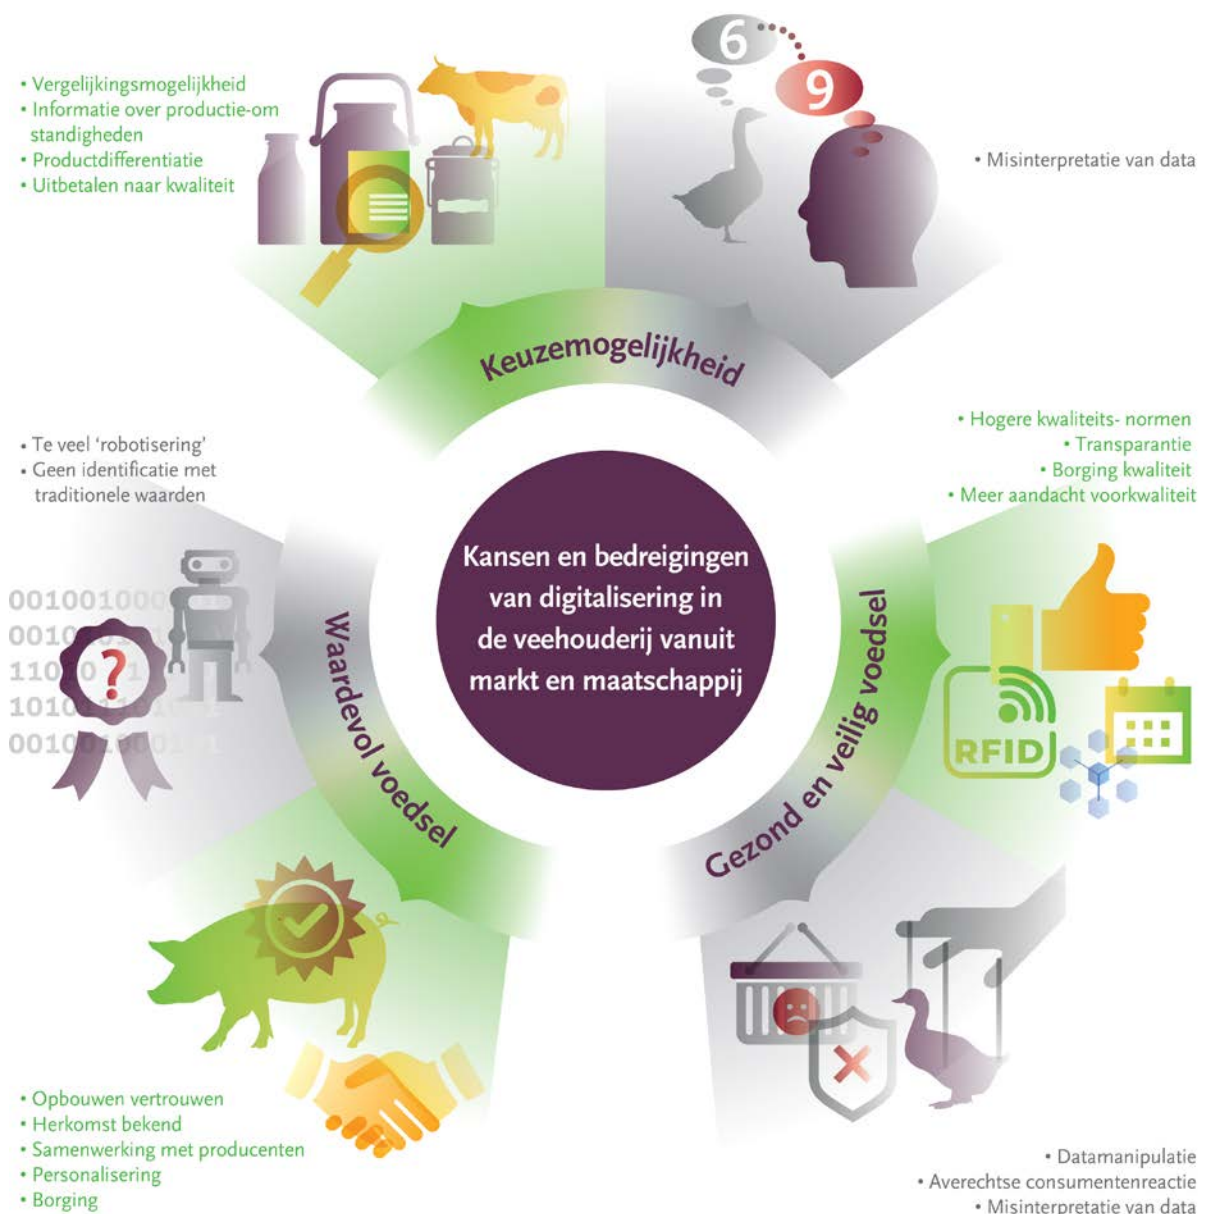 • Vergelijkingsmogelijkheid
• Informatie over productie-om
standigheden
• Productdifferentiatie
• Uitbetalen naar kwaliteit
6
9
• Misinterpretatie van data
Keuzemogelijkheid
• Te veel ‘robotisering’
• Geen identificatie met
traditionele waarden
• Hogere kwaliteits- normen
• Transparantie
• Borging kwaliteit
• Meer aandacht voorkwaliteit
Kansen en bedreigingen
van digitalisering in
de veehouderij vanuit
markt en maatschappij
?
Waardevol voedsel
Gezond en veilig voedsel
RFID
• Opbouwen vertrouwen
• Herkomst bekend
• Samenwerking met producenten
• Personalisering
• Borging
• Datamanipulatie
• Averechtse consumentenreactie
• Misinterpretatie van data